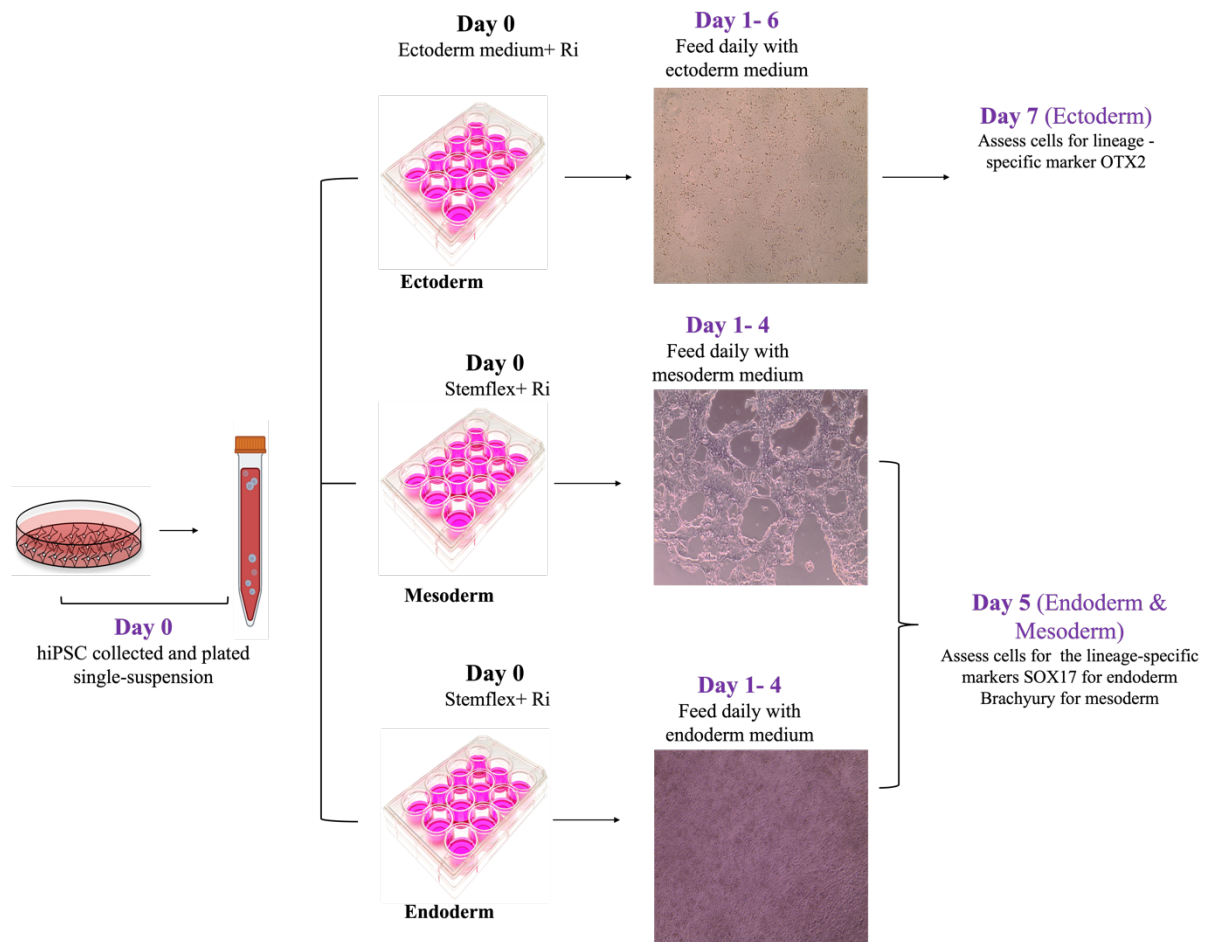 Day 0
Ectoderm medium+ Ri
Ectoderm
Day 1- 6
Feed daily with
ectoderm medium
Day 7 (Ectoderm)
Assess cells for lineage -
specific marker OTX2
Day 0
hiPSC collected and plated
single-suspension
Day 0
Stemflex+ Ri
Mesoderm
Day 1- 4
Feed daily with
mesoderm medium
Day 0
Stemflex+ Ri
Endoderm
Day 1- 4
Feed daily with
endoderm medium
Day 5 (Endoderm &
Mesoderm)
Assess cells for  the lineage-specific
markers SOX17 for endoderm
Brachyury for mesoderm